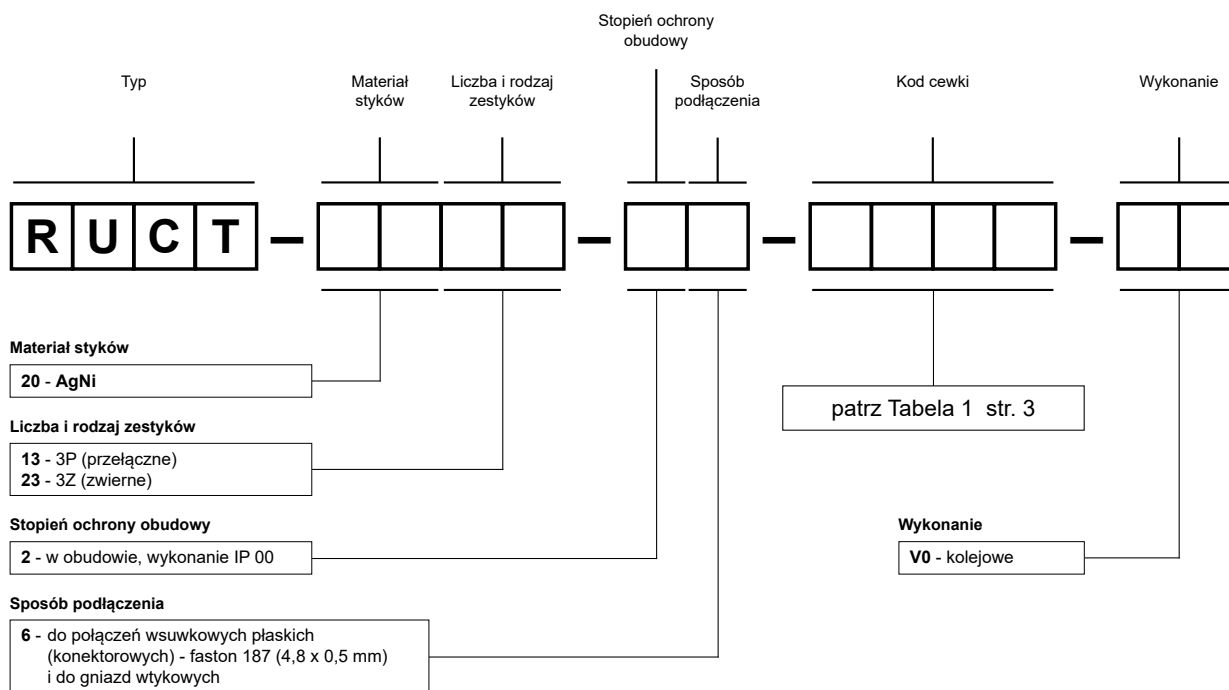 Stopień ochrony
obudowy
Typ
Materiał
styków
Liczba i rodzaj
zestyków
Sposób
podłączenia
Kod cewki
Wykonanie
R U C T – – – –
Materiał styków
20 - AgNi
patrz Tabela 1 str. 3
Liczba i rodzaj zestyków
13 - 3P (przełączne)
23 - 3Z (zwierne)
Stopień ochrony obudowy
2 - w obudowie, wykonanie IP 00
Wykonanie
V0 - kolejowe
Sposób podłączenia
6 - do połączeń wsuwkowych płaskich
(konektorowych) - faston 187 (4,8 x 0,5 mm)
i do gniazd wtykowych